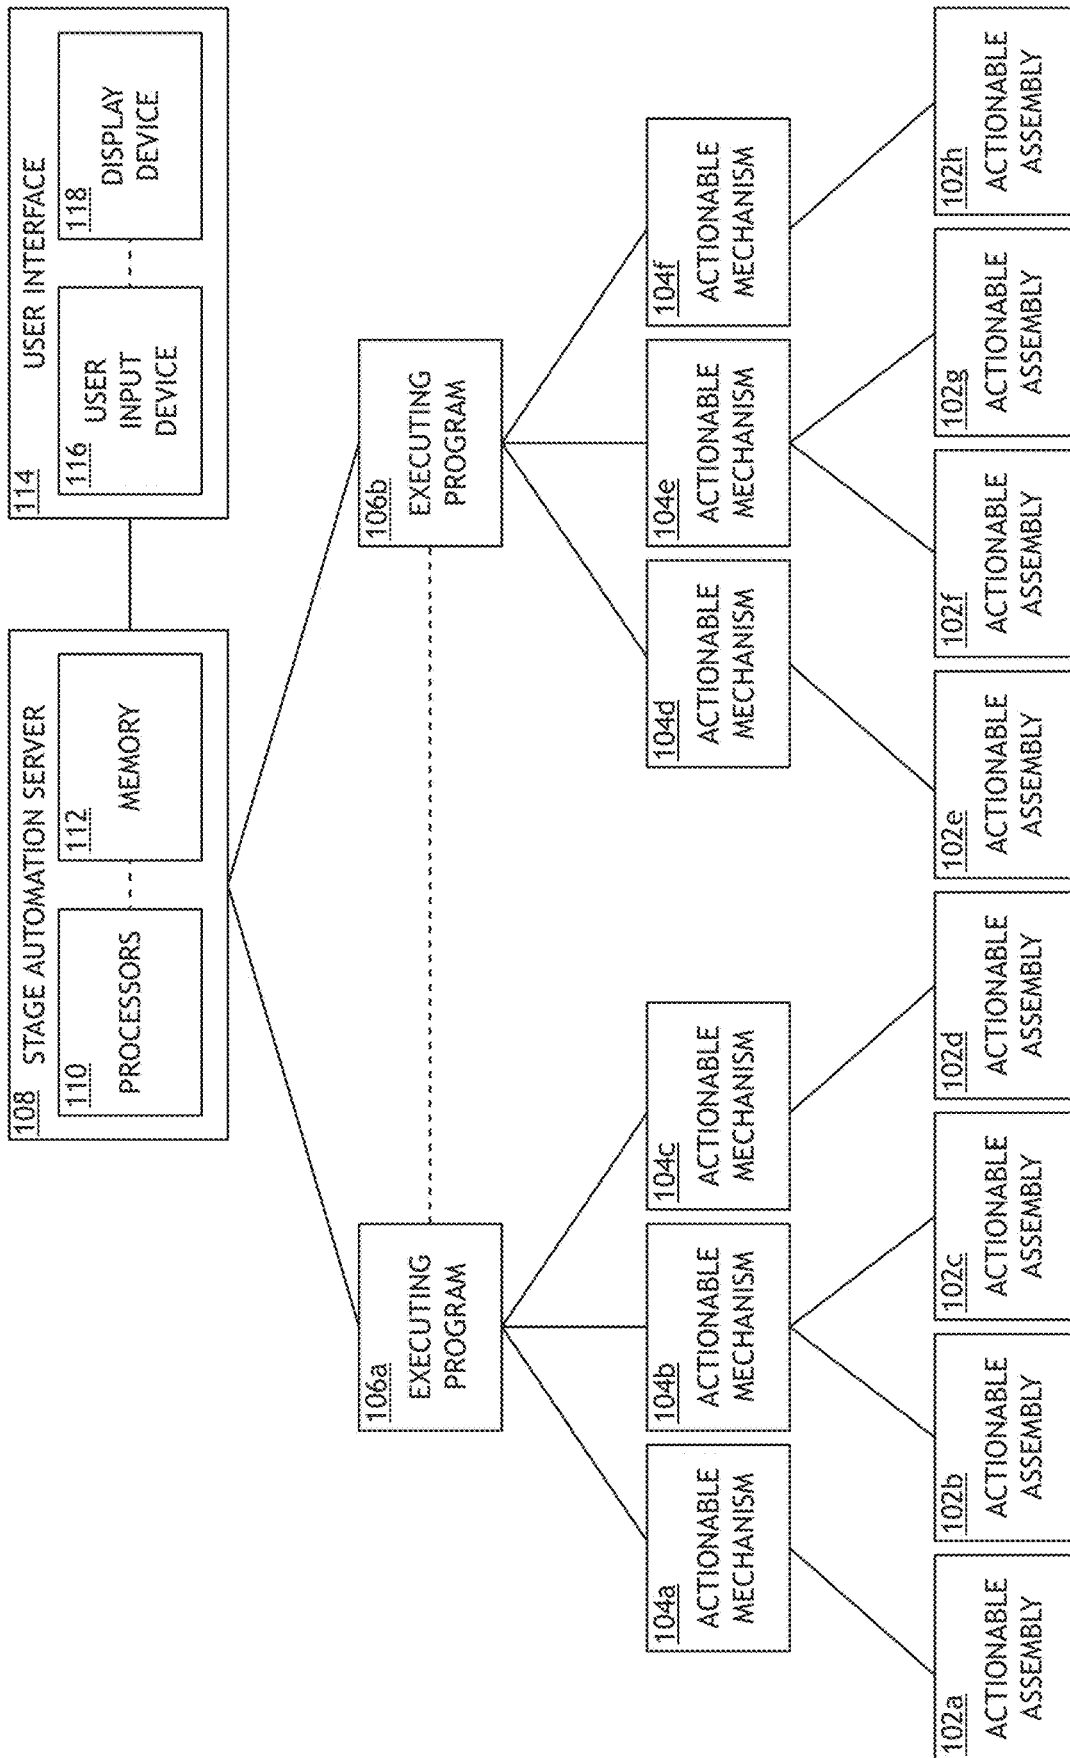 108 STAGE AUTOMATION SERVER
110
PROCESSORS
112
MEMORY
114 USER INTERFACE
116
USER
INPUT
DEVICE
118
DISPLAY
DEVICE
106a
EXECUTING
PROGRAM
106b
EXECUTING
PROGRAM
104a
ACTIONABLE
MECHANISM
104b
ACTIONABLE
MECHANISM
104c
ACTIONABLE
MECHANISM
104d
ACTIONABLE
MECHANISM
104e
ACTIONABLE
MECHANISM
104f
ACTIONABLE
MECHANISM
102a
ACTIONABLE
ASSEMBLY
102b
ACTIONABLE
ASSEMBLY
102c
ACTIONABLE
ASSEMBLY
102d
ACTIONABLE
ASSEMBLY
102e
ACTIONABLE
ASSEMBLY
102f
ACTIONABLE
ASSEMBLY
102g
ACTIONABLE
ASSEMBLY
102h
ACTIONABLE
ASSEMBLY